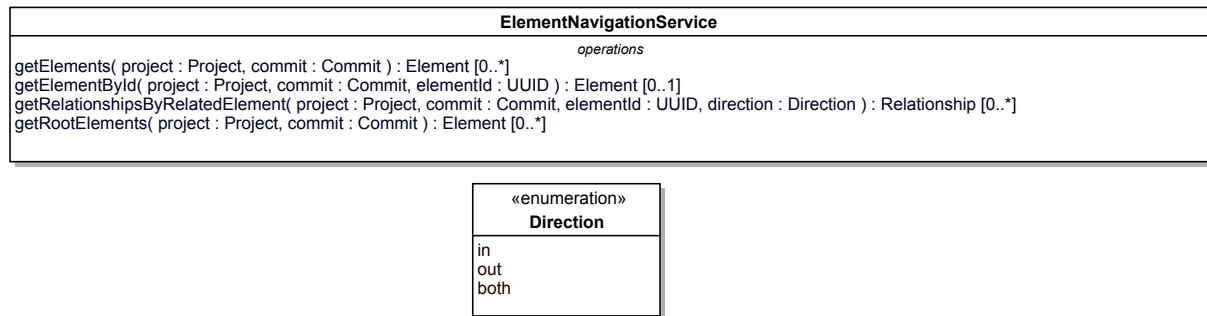 ElementNavigationService
operations
getElements( project : Project, commit : Commit ) : Element [0..*]
getElementById( project : Project, commit : Commit, elementId : UUID ) : Element [0..1]
getRelationshipsByRelatedElement( project : Project, commit : Commit, elementId : UUID, direction : Direction ) : Relationship [0..*]
getRootElements( project : Project, commit : Commit ) : Element [0..*]
«enumeration»
Direction
in
out
both